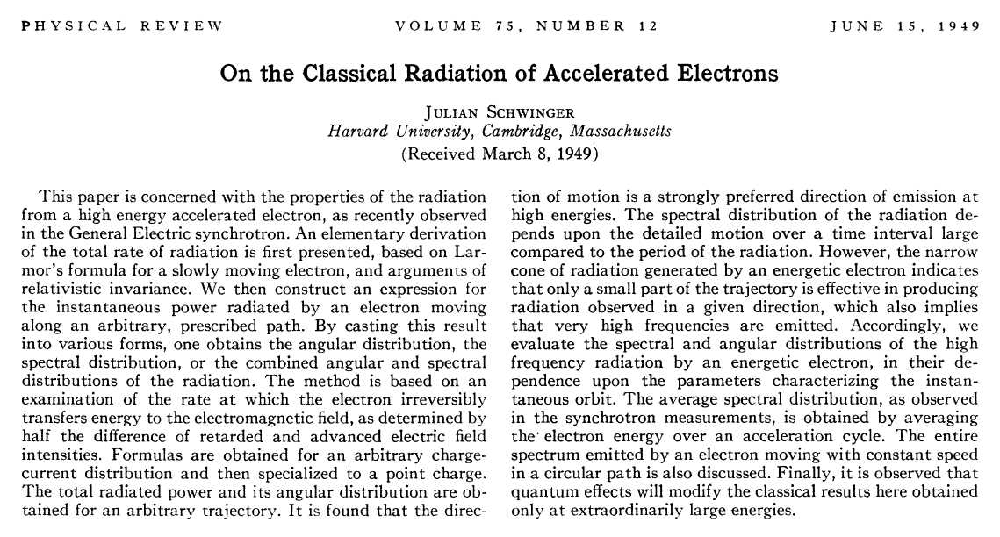 PHYSICAL REVIEW VOLUME 75, NUMBER 12 JUNE 15, 1949
On the Classical Radiation of Accelerated Electrons
JULIAN SCHWINGER
Harvard University, Cambridge, Massachusetts
(Received March 8, 1949)
This paper is concerned with the properties of the radiation
from a high energy accelerated electron, as recently observed
in the General Electric synchrotron. An elementary derivation
of the total rate of radiation is first presented, based on Lar-
mor's formula for a slowly moving electron, and arguments of
relativistic invariance. We then construct an expression for
the instantaneous power radiated by an electron moving
along an arbitrary, prescribed path. By casting this result
into various forms, one obtains the angular distribution, the
spectral distribution, or the combined angular and spectral
distributions of the radiation. The method is based on an
examination of the rate at which the electron irreversibly
transfers energy to the electromagnetic field, as determined by
half the difference of retarded and advanced electric field
intensities. Formulas are obtained for an arbitrary charge-
current distribution and then specialized to a point charge.
The total radiated power and its angular distribution are ob-
tained for an arbitrary trajectory. It is found that the direc-
tion of motion is a strongly preferred direction of emission at
high energies. The spectral distribution of the radiation de-
pends upon the detailed motion over a time interval large
compared to the period of the radiation. However, the narrow
cone of radiation generated by an energetic electron indicates
that only a small part of the trajectory is effective in producing
radiation observed in a given direction, which also implies
that very high frequencies are emitted. Accordingly, we
evaluate the spectral and angular distributions of the high
frequency radiation by an energetic electron, in their de-
pendence upon the parameters characterizing the instan-
taneous orbit. The average spectral distribution, as observed
in the synchrotron measurements, is obtained by averaging
the electron energy over an acceleration cycle. The entire
spectrum emitted by an electron moving with constant speed
in a circular path is also discussed. Finally, it is observed that
quantum effects will modify the classical results here obtained
only at extraordinarily large energies.